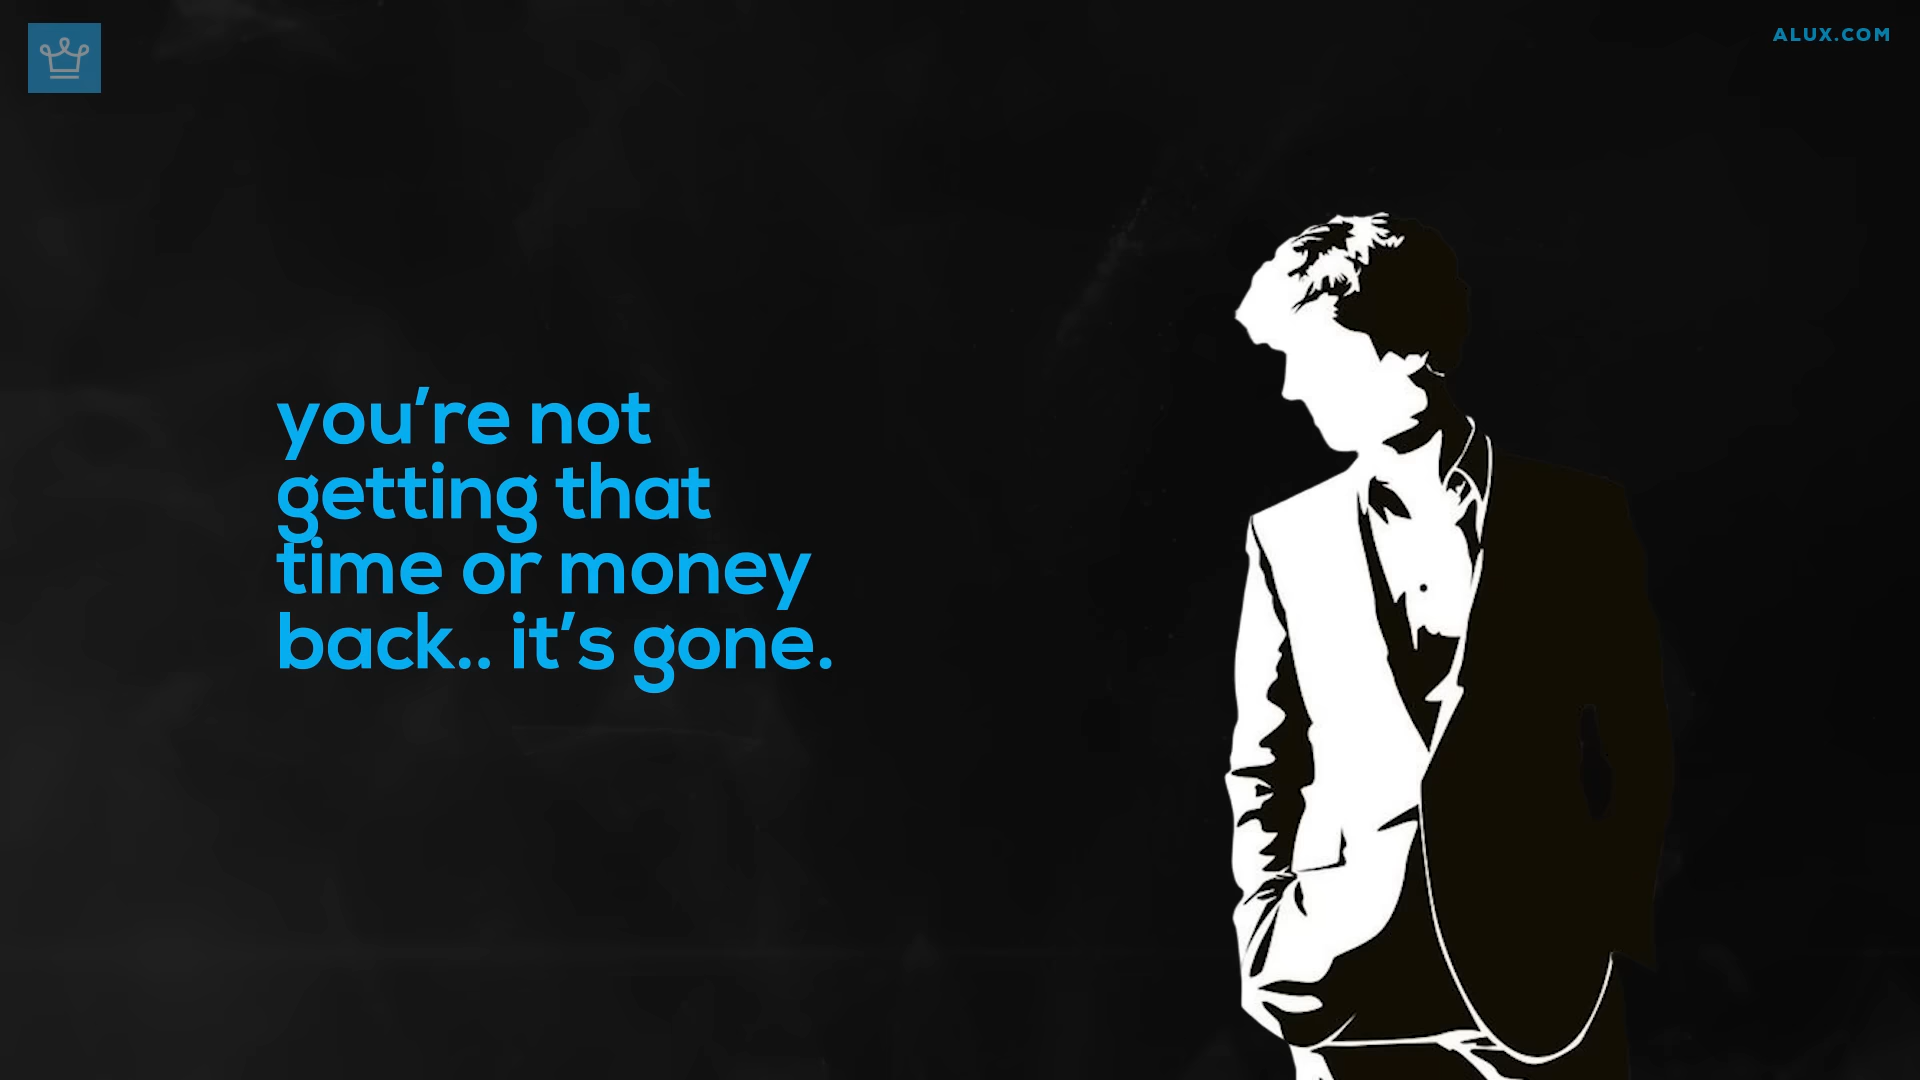 ALUX.COM
you're not
getting that
time or money
back.. it's gone.